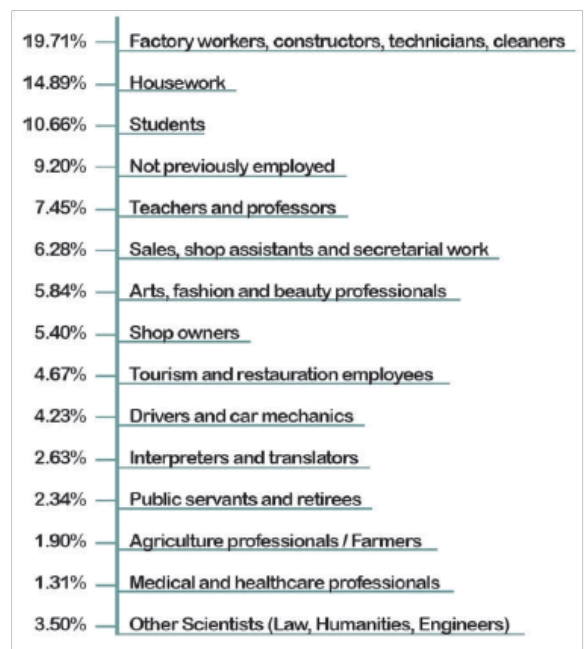 19.71% Factory workers, constructors, technicians, cleaners
14.89% Housework
10.66% Students
9.20% Not previously employed
7.45% Teachers and professors
6.28% Sales, shop assistants and secretarial work
5.84% Arts, fashion and beauty professionals
5.40% Shop owners
4.67% Tourism and restauration employees
4.23% Drivers and car mechanics
2.63% Interpreters and translators
2.34% Public servants and retirees
1.90% Agriculture professionals / Farmers
1.31% Medical and healthcare professionals
3.50% Other Scientists (Law, Humanities, Engineers)